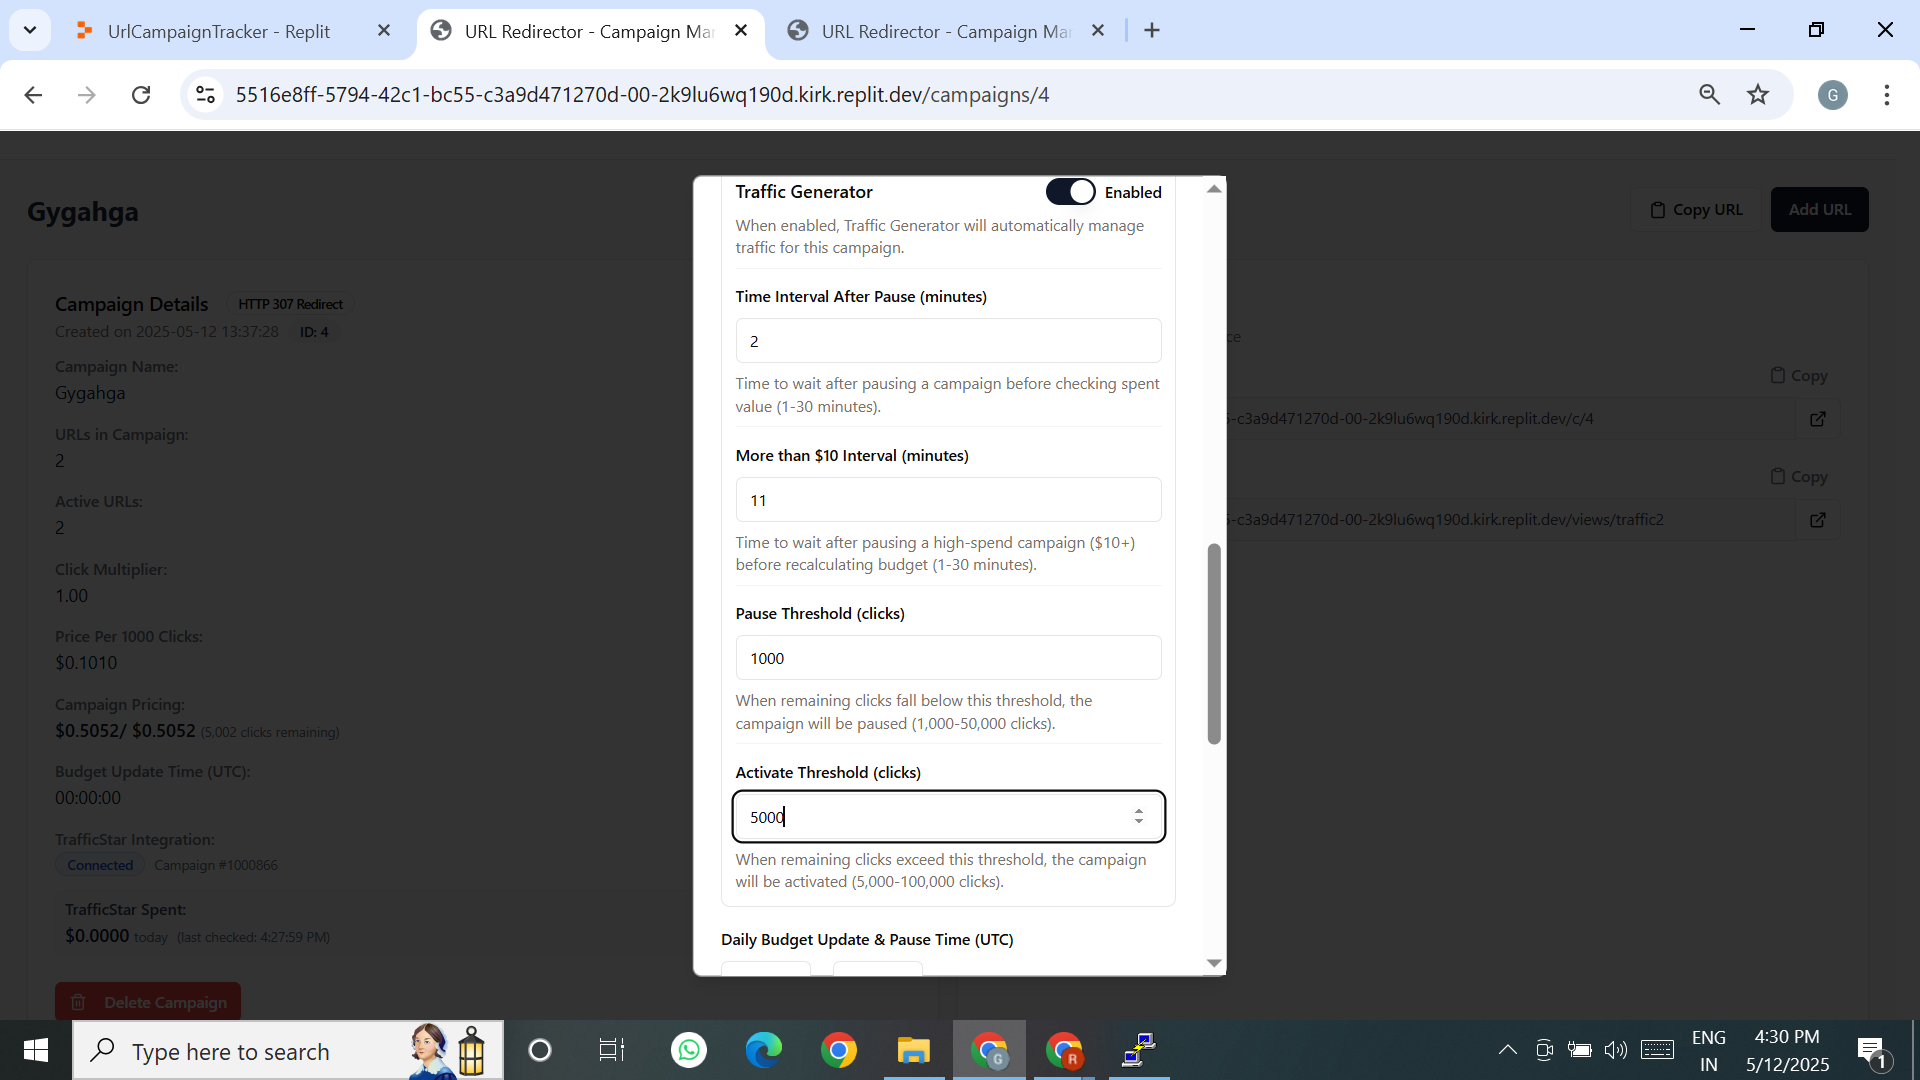 UrlCampaignTracker - Replit
URL Redirector - Campaign Ma
URL Redirector - Campaign Ma
5516e8ff-5794-42c1-bc55-c3a9d471270d-00-2k9lu6wq190d.kirk.replit.dev/campaigns/4
G
Gygahga
Copy URL
Add URL
Campaign Details
HTTP 307 Redirect
Created on 2025-05-12 13:37:28
ID: 4
Campaign Name:
Gygahga
URLs in Campaign:
2
Active URLs:
2
Click Multiplier:
1.00
Price Per 1000 Clicks:
$0.1010
Campaign Pricing:
$0.5052/ $0.5052 (5,002 clicks remaining)
Budget Update Time (UTC):
00:00:00
TrafficStar Integration:
Connected
Campaign #1000866
TrafficStar Spent:
$0.0000 today (last checked: 4:27:59 PM)
Delete Campaign
Traffic Generator
Enabled
When enabled, Traffic Generator will automatically manage
traffic for this campaign.
Time Interval After Pause (minutes)
2
Time to wait after pausing a campaign before checking spent
value (1-30 minutes).
More than $10 Interval (minutes)
11
Time to wait after pausing a high-spend campaign ($10+)
before recalculating budget (1-30 minutes).
Pause Threshold (clicks)
1000
When remaining clicks fall below this threshold, the
campaign will be paused (1,000-50,000 clicks).
Activate Threshold (clicks)
5000
When remaining clicks exceed this threshold, the campaign
will be activated (5,000-100,000 clicks).
Daily Budget Update & Pause Time (UTC)
ce
Copy
-c3a9d471270d-00-2k9lu6wq190d.kirk.replit.dev/c/4
Copy
-c3a9d471270d-00-2k9lu6wq190d.kirk.replit.dev/views/traffic2
Type here to search
G
R
ENG
IN
4:30 PM
5/12/2025
1